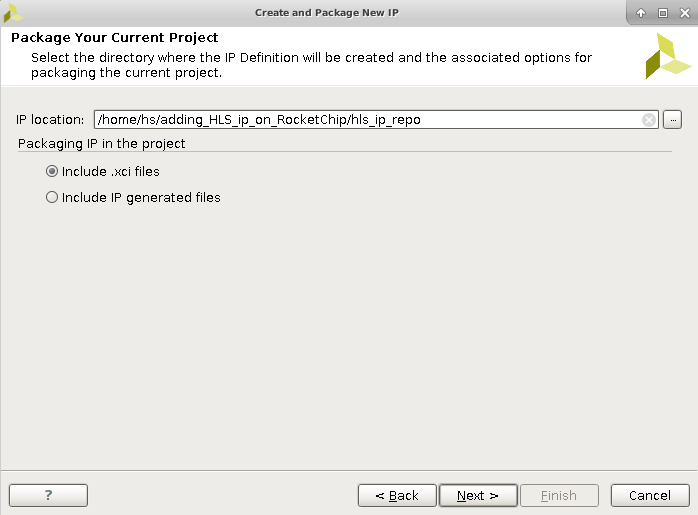 Create and Package New IP
Package Your Current Project
Select the directory where the IP Definition will be created and the associated options for
packaging the current project.
IP location: /home/hs/adding_HLS_ip_on_RocketChip/hls_ip_repo ...
Packaging IP in the project
Include .xci files
Include IP generated files
? < Back Next > Finish Cancel